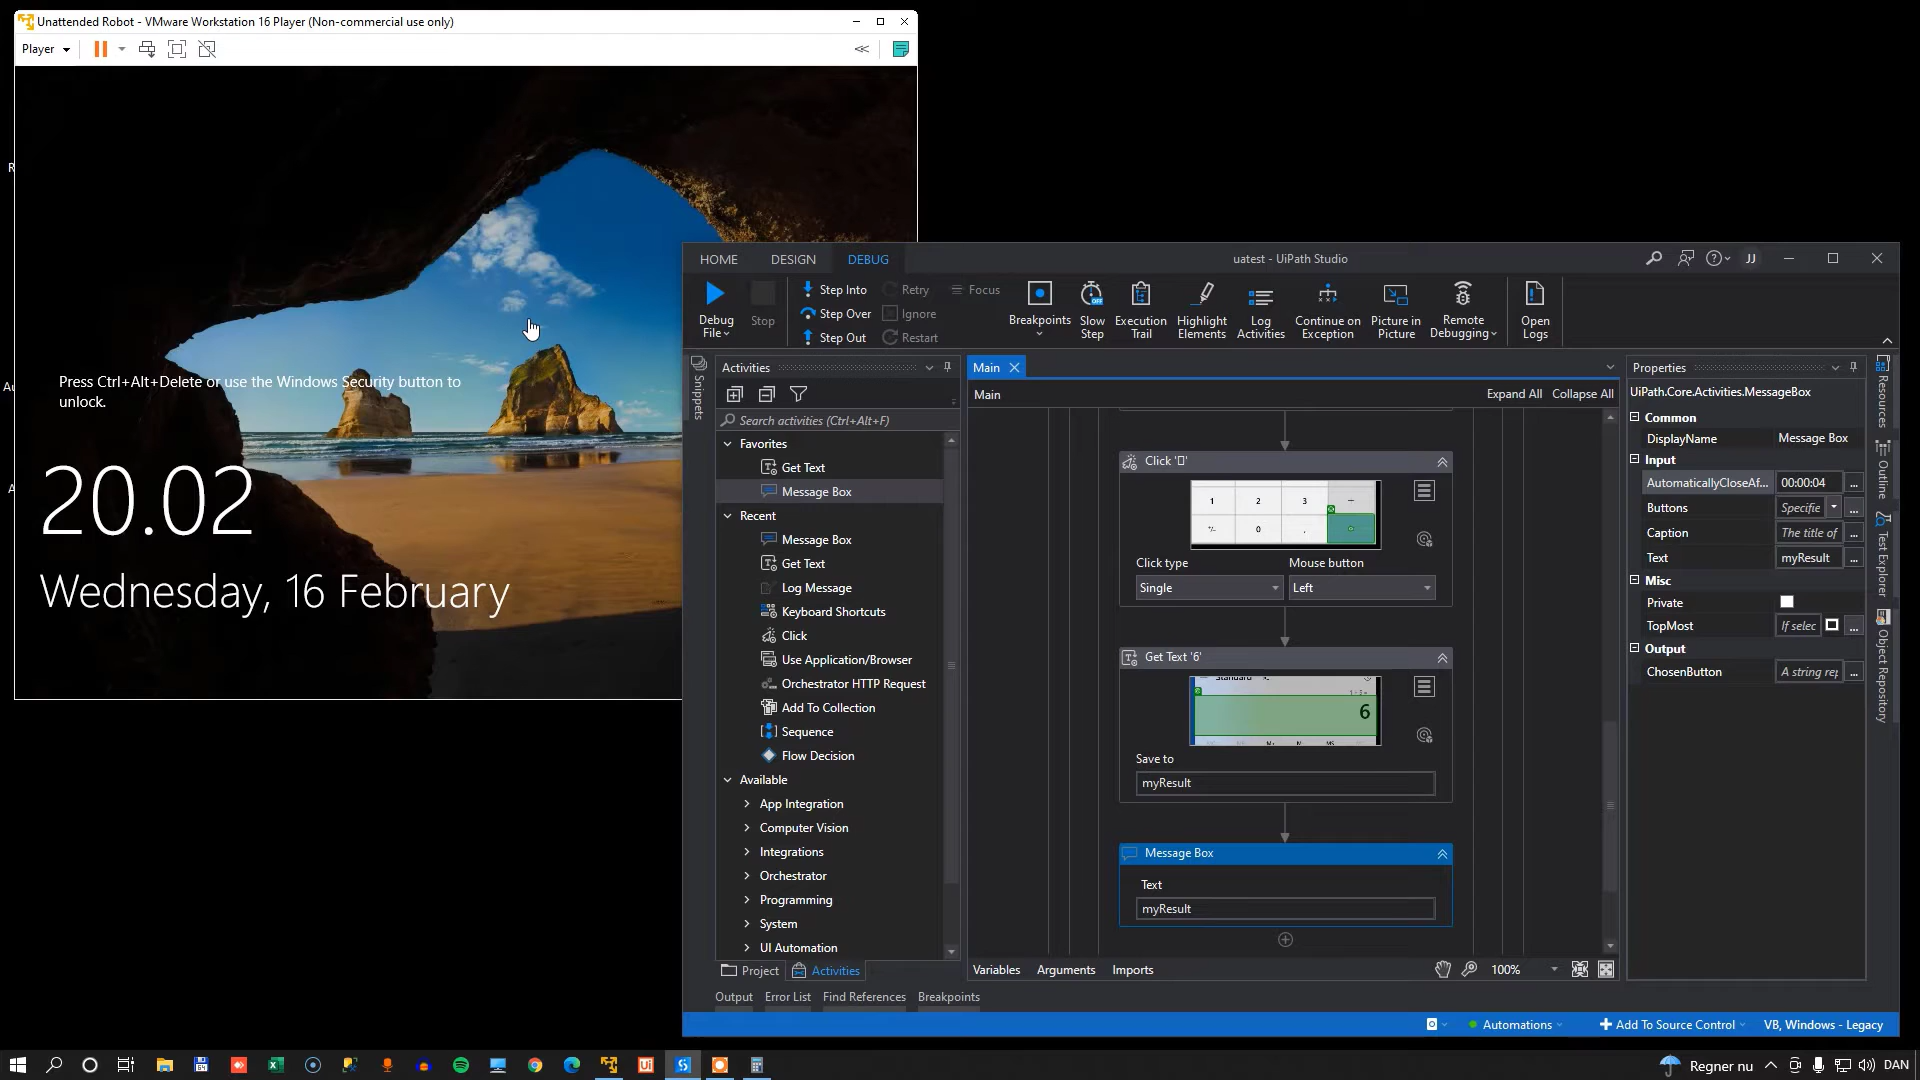 Unattended Robot - VMware Workstation 16 Player (Non-commercial use only)
Player
Press Ctrl+Alt+Delete or use the Windows Security button to
unlock.
20.02
Wednesday, 16 February
HOME
DESIGN
DEBUG
uatest - UiPath Studio
JJ
Debug
File
Stop
Step Into
Step Over
Step Out
Retry
Ignore
Restart
Focus
Breakpoints
Slow
Step
Execution
Trail
Highlight
Elements
Log
Activities
Continue on
Exception
Picture in
Picture
Remote
Debugging
Open
Logs
Snippets
Activities
Search activities (Ctrl+Alt+F)
Favorites
Get Text
Message Box
Recent
Message Box
Get Text
Log Message
Keyboard Shortcuts
Click
Use Application/Browser
Orchestrator HTTP Request
Add To Collection
Sequence
Flow Decision
Available
App Integration
Computer Vision
Integrations
Orchestrator
Programming
System
UI Automation
Project
Activities
Main
Main
Expand All
Collapse All
Click '▯'
1 2 3 +
+/- 0 .
Click type
Mouse button
Single
Left
Get Text '6'
Standard
6
Save to
myResult
Message Box
Text
myResult
Variables
Arguments
Imports
100%
Properties
UiPath.Core.Activities.MessageBox
Common
DisplayName
Message Box
Input
AutomaticallyCloseAf...
00:00:04
...
Buttons
Specifie
...
Caption
The title of
...
Text
myResult
...
Misc
Private
TopMost
If selec
...
Output
ChosenButton
A string rep
...
Resources
Outline
Test Explorer
Object Repository
Output
Error List
Find References
Breakpoints
Automations
Add To Source Control
VB, Windows - Legacy
Regner nu
DAN